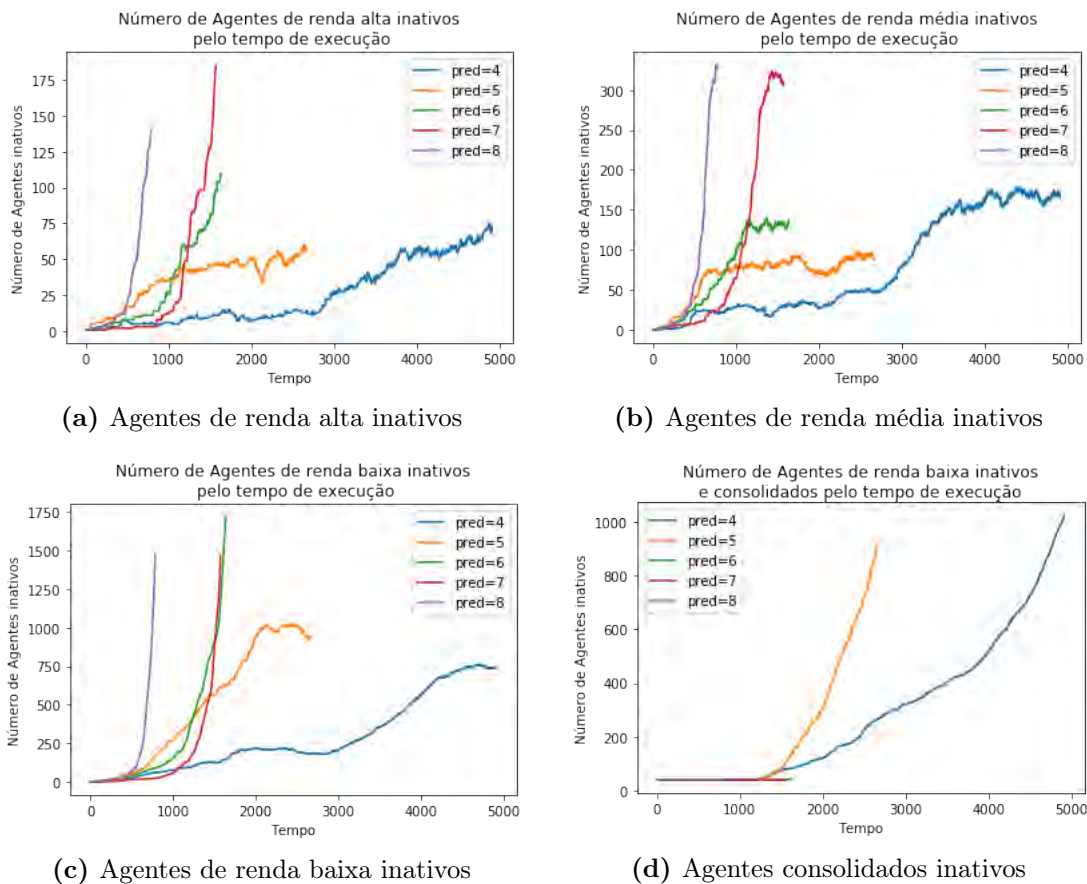 Número de Agentes de renda alta inativos
pelo tempo de execução
Número de Agentes inativos
175
150
125
100
75
50
25
0
pred=4
pred=5
pred=6
pred=7
pred=8
0 1000 2000 3000 4000 5000
Tempo
(a) Agentes de renda alta inativos
Número de Agentes de renda média inativos
pelo tempo de execução
Número de Agentes inativos
300
250
200
150
100
50
0
pred=4
pred=5
pred=6
pred=7
pred=8
0 1000 2000 3000 4000 5000
Tempo
(b) Agentes de renda média inativos
Número de Agentes de renda baixa inativos
pelo tempo de execução
Número de Agentes inativos
1750
1500
1250
1000
750
500
250
0
pred=4
pred=5
pred=6
pred=7
pred=8
0 1000 2000 3000 4000 5000
Tempo
(c) Agentes de renda baixa inativos
Número de Agentes de renda baixa inativos
e consolidados pelo tempo de execução
Número de Agentes inativos
1000
800
600
400
200
0
pred=4
pred=5
pred=6
pred=7
pred=8
0 1000 2000 3000 4000 5000
Tempo
(d) Agentes consolidados inativos